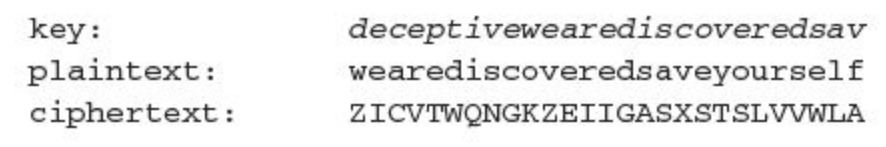 key: deceptivewearediscoveredsav
plaintext: wearediscoveredsaveyourself
ciphertext: ZICVTWQNGKZEIIGASXSTSLVVWLA